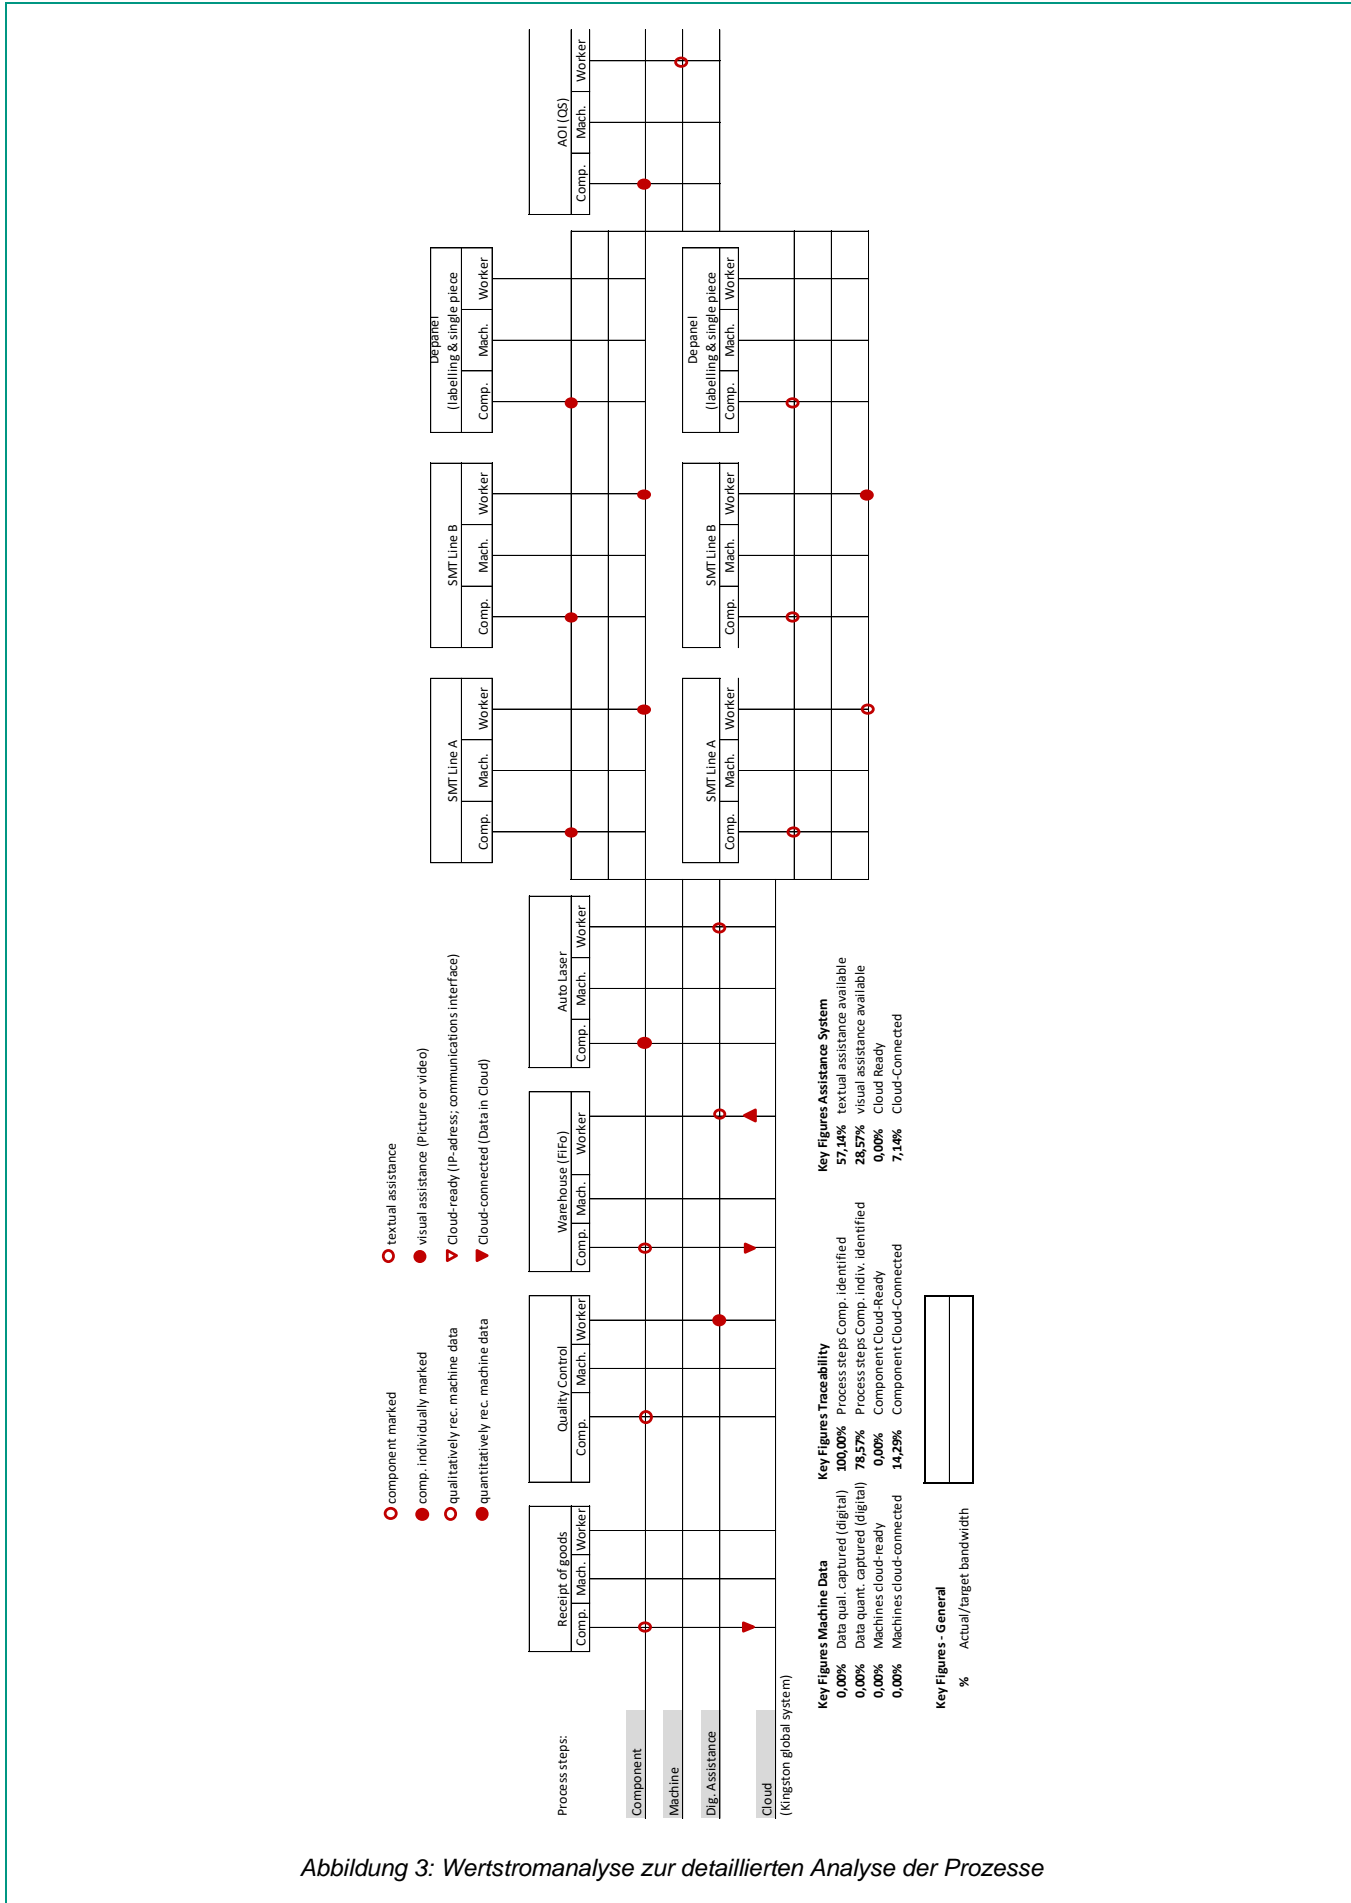 component marked
comp. individually marked
qualitatively rec. machine data
quantitatively rec. machine data
textual assistance
visual assistance (Picture or video)
Cloud-ready (IP-adress; communications interface)
Cloud-connected (Data in Cloud)
Process steps:
Receipt of goods
Comp. Mach. Worker
Quality Control
Comp. Mach. Worker
Warehouse (FiFo)
Comp. Mach. Worker
Auto Laser
Comp. Mach. Worker
SMT Line A
Comp. Mach. Worker
SMT Line B
Comp. Mach. Worker
Depanel
(labelling & single piece
Comp. Mach. Worker
SMT Line A
Comp. Mach. Worker
SMT Line B
Comp. Mach. Worker
Depanel
(labelling & single piece
Comp. Mach. Worker
AOI (QS)
Comp. Mach. Worker
Component
Machine
Dig. Assistance
Cloud
(Kingston global system)
Key Figures Machine Data
0,00% Data qual. captured (digital)
0,00% Data quant. captured (digital)
0,00% Machines cloud-ready
0,00% Machines cloud-connected
Key Figures Traceability
100,00% Process steps Comp. identified
78,57% Process steps Comp. indiv. identified
0,00% Component Cloud-Ready
14,29% Component Cloud-Connected
Key Figures Assistance System
57,14% textual assistance available
28,57% visual assistance available
0,00% Cloud Ready
7,14% Cloud-Connected
Key Figures - General
% Actual/target bandwidth
Abbildung 3: Wertstromanalyse zur detaillierten Analyse der Prozesse